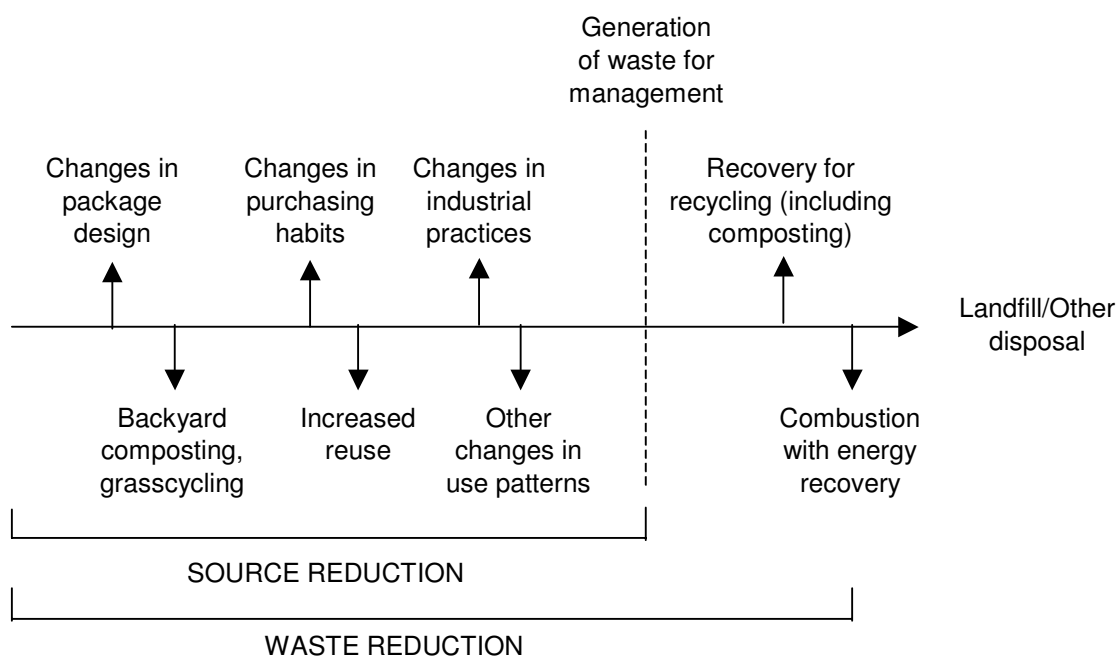 Generation
of waste for
management
Changes in
package
design
Changes in
purchasing
habits
Changes in
industrial
practices
Recovery for
recycling (including
composting)
Landfill/Other
disposal
Backyard
composting,
grasscycling
Increased
reuse
Other
changes in
use patterns
Combustion
with energy
recovery
SOURCE REDUCTION
WASTE REDUCTION